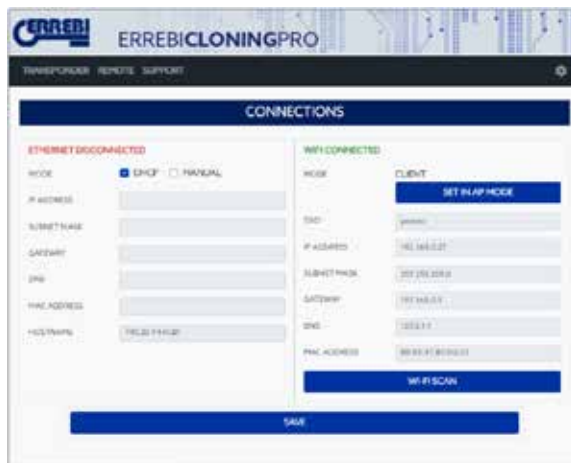 ERREBI
ERREBICLONINGPRO
TRANSPONDER REMOTE SUPPORT
CONNECTIONS
ETHERNET DISCONNECTED
MODE DHCP MANUAL
IP ADDRESS
SUBNET MASK
GATEWAY
DNS
MAC ADDRESS
HOSTNAME
WIFI CONNECTED
MODE CLIENT
SET IN AP MODE
SSID
IP ADDRESS
SUBNET MASK
GATEWAY
DNS
MAC ADDRESS
WI-FI SCAN
SAVE